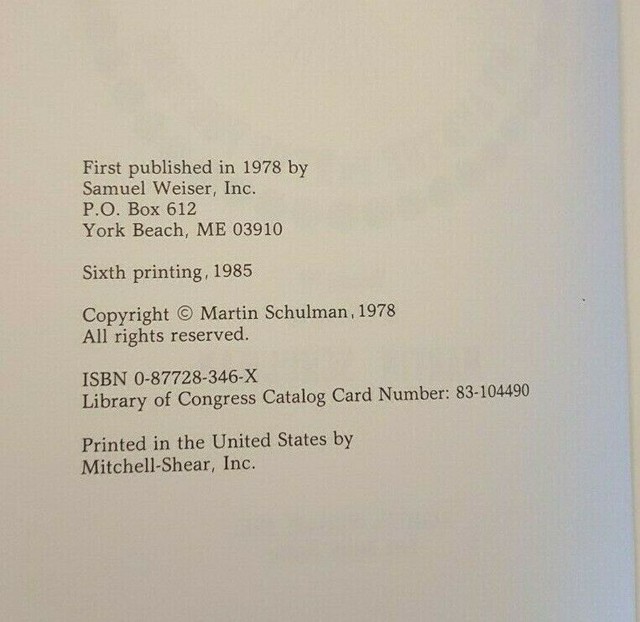 First published in 1978 by
Samuel Weiser, Inc.
P.O. Box 612
York Beach, ME 03910
Sixth printing, 1985
Copyright © Martin Schulman, 1978
All rights reserved.
ISBN 0-87728-346-X
Library of Congress Catalog Card Number: 83-104490
Printed in the United States by
Mitchell-Shear, Inc.